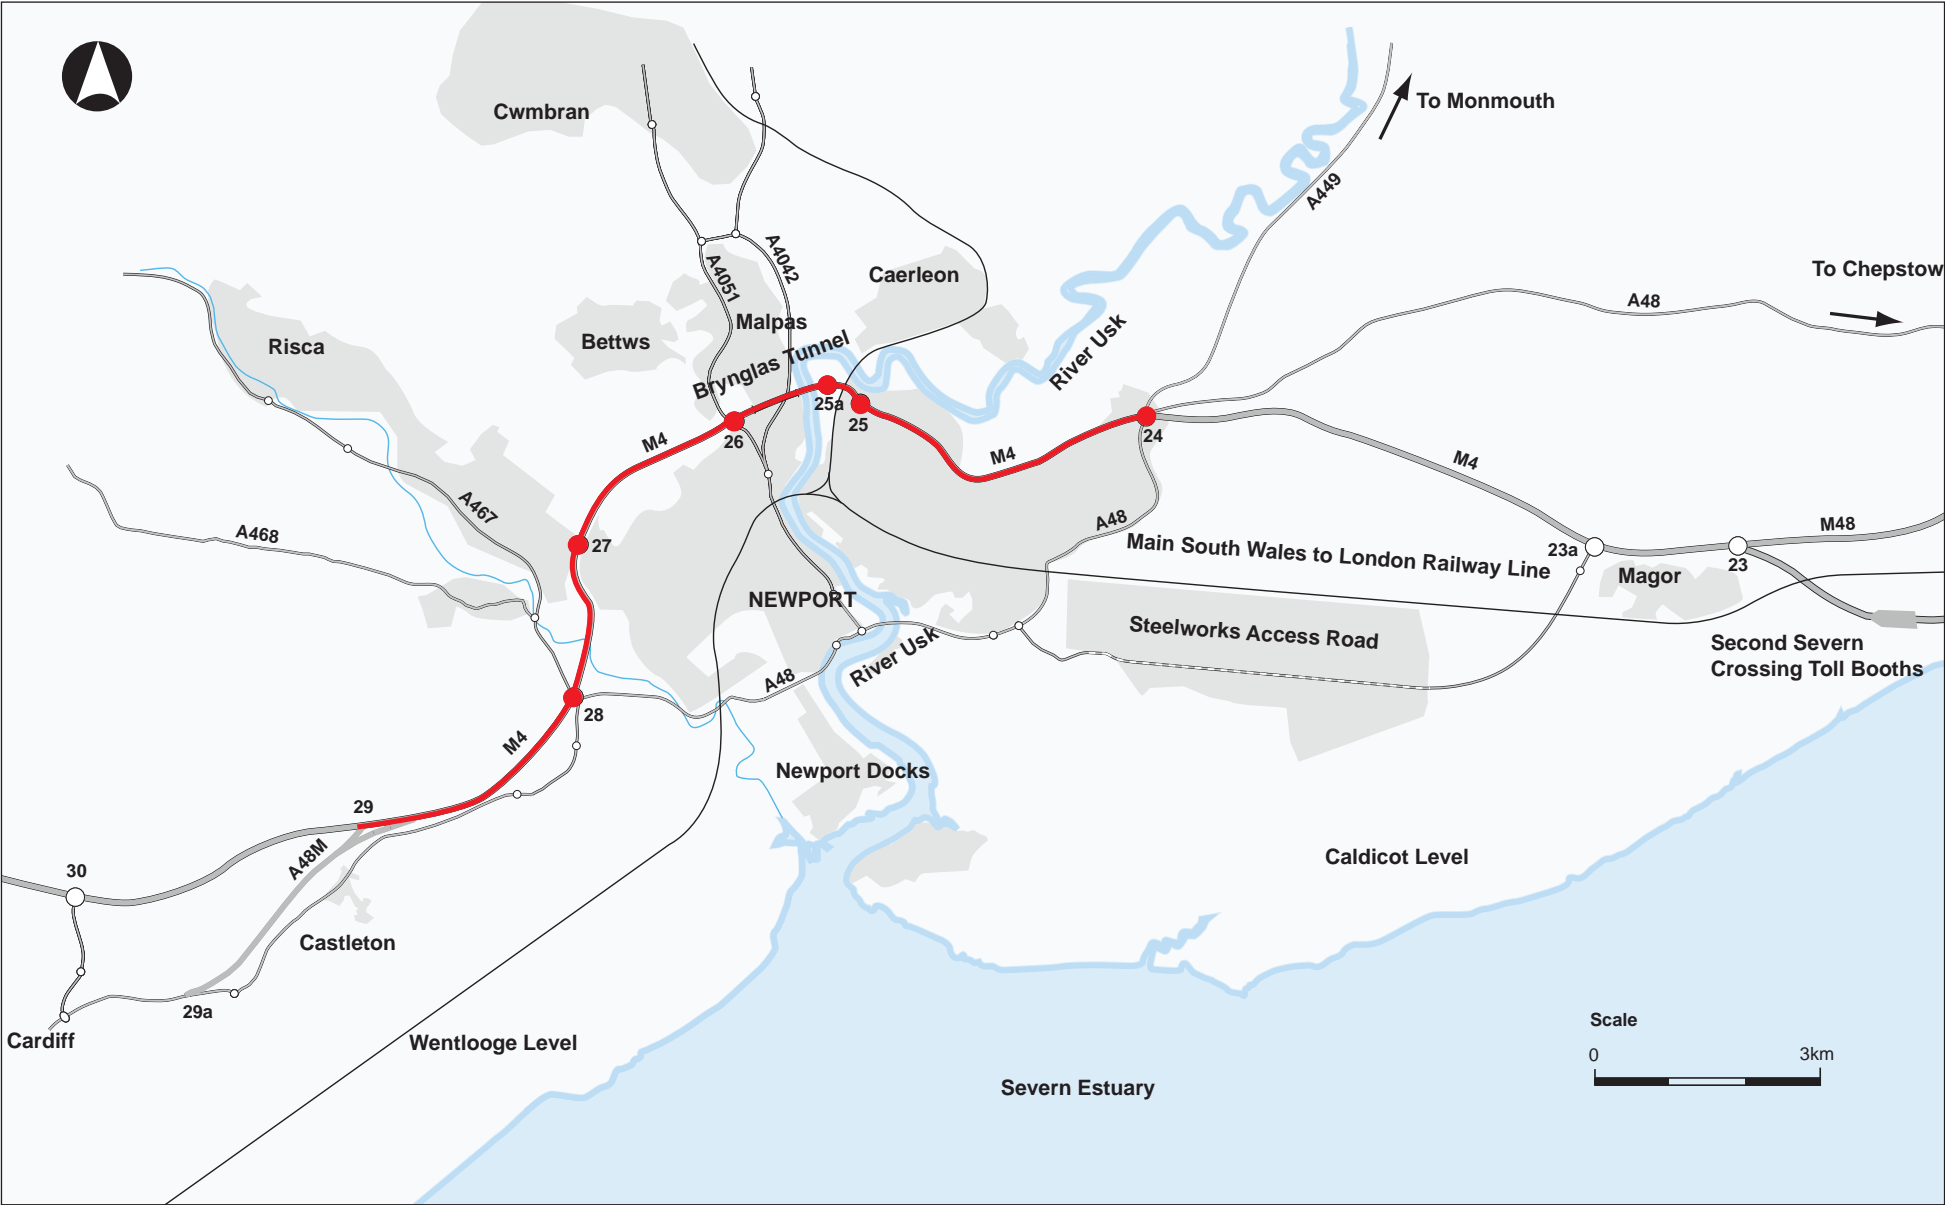 To Monmouth
Cwmbran
A449
A4042
A4051
Caerleon
To Chepstow
A48
Malpas
Bettws
Risca
Brynglas Tunnel
River Usk
25a
25
26
24
M4
M4
M4
A467
A468
27
A48
Main South Wales to London Railway Line
23a
M48
23
Magor
NEWPORT
Steelworks Access Road
River Usk
Second Severn
Crossing Toll Booths
A48
28
M4
Newport Docks
29
A48M
30
Caldicot Level
Castleton
29a
Cardiff
Wentlooge Level
Scale
0
3km
Severn Estuary